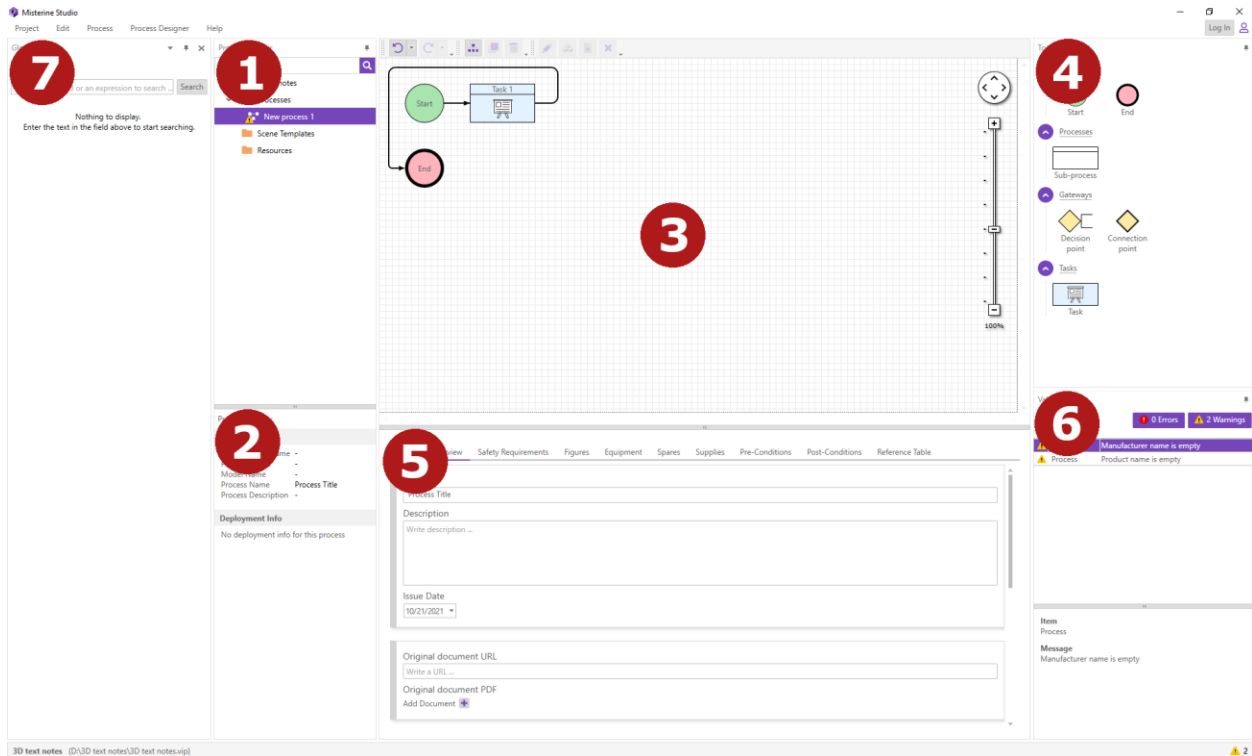 Misterine Studio
Project Edit Process Process Designer Help
Log In
7
or an expression to search ... Search
Nothing to display.
Enter the text in the field above to start searching.
1
notes
New process 1
Scene Templates
Resources
2
Model Name -
Process Name Process Title
Process Description -
Deployment Info
No deployment info for this process
Start
Task 1
End
3
100%
4
Start End
Processes
Sub-process
Gateways
Decision point
Connection point
Tasks
Task
5
Safety Requirements Figures Equipment Spares Supplies Pre-Conditions Post-Conditions Reference Table
Process Title
Description
Write description ...
Issue Date
10/21/2021
Original document URL
Write a URL ...
Original document PDF
Add Document
6
0 Errors 2 Warnings
Manufacturer name is empty
Process Product name is empty
Item
Process
Message
Manufacturer name is empty
3D text notes (D:\3D text notes\3D text notes.vip)
2